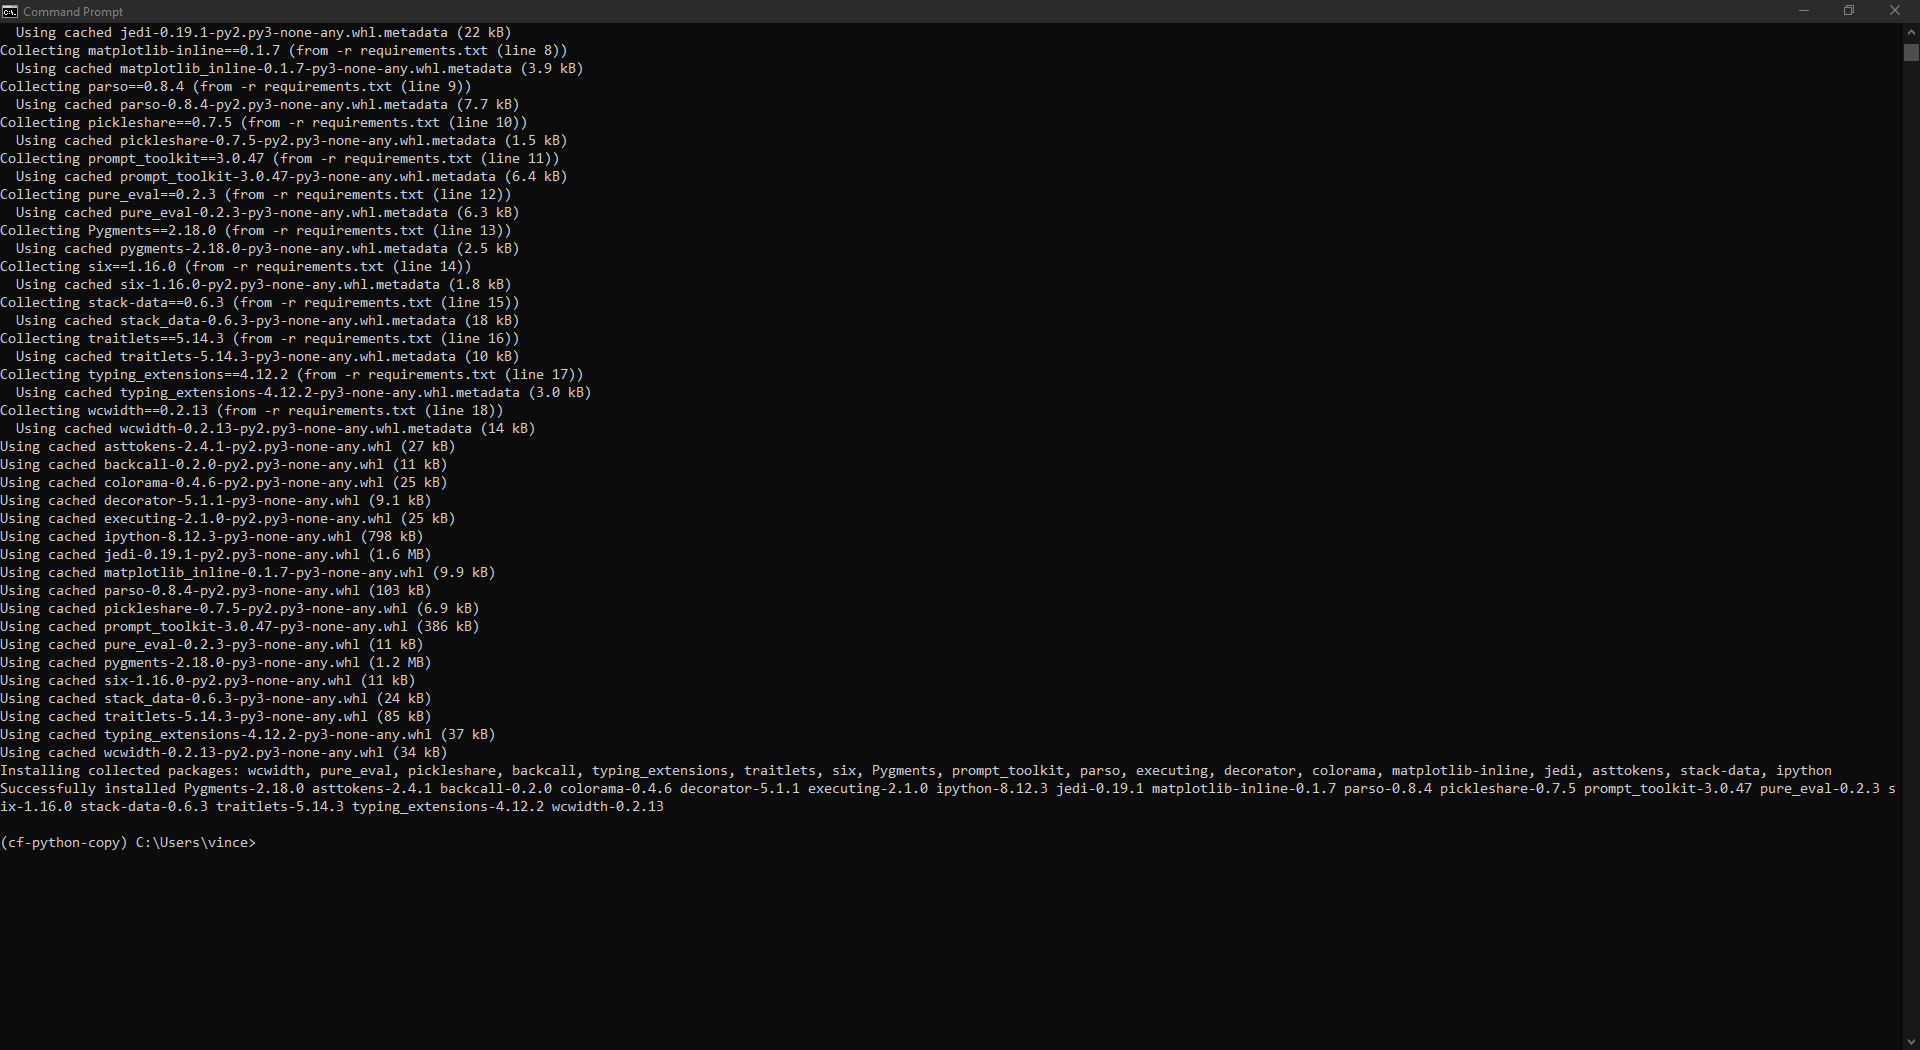 Command Prompt
  Using cached jedi-0.19.1-py2.py3-none-any.whl.metadata (22 kB)
Collecting matplotlib-inline==0.1.7 (from -r requirements.txt (line 8))
  Using cached matplotlib_inline-0.1.7-py3-none-any.whl.metadata (3.9 kB)
Collecting parso==0.8.4 (from -r requirements.txt (line 9))
  Using cached parso-0.8.4-py2.py3-none-any.whl.metadata (7.7 kB)
Collecting pickleshare==0.7.5 (from -r requirements.txt (line 10))
  Using cached pickleshare-0.7.5-py2.py3-none-any.whl.metadata (1.5 kB)
Collecting prompt_toolkit==3.0.47 (from -r requirements.txt (line 11))
  Using cached prompt_toolkit-3.0.47-py3-none-any.whl.metadata (6.4 kB)
Collecting pure_eval==0.2.3 (from -r requirements.txt (line 12))
  Using cached pure_eval-0.2.3-py3-none-any.whl.metadata (6.3 kB)
Collecting Pygments==2.18.0 (from -r requirements.txt (line 13))
  Using cached pygments-2.18.0-py3-none-any.whl.metadata (2.5 kB)
Collecting six==1.16.0 (from -r requirements.txt (line 14))
  Using cached six-1.16.0-py2.py3-none-any.whl.metadata (1.8 kB)
Collecting stack-data==0.6.3 (from -r requirements.txt (line 15))
  Using cached stack_data-0.6.3-py3-none-any.whl.metadata (18 kB)
Collecting traitlets==5.14.3 (from -r requirements.txt (line 16))
  Using cached traitlets-5.14.3-py3-none-any.whl.metadata (10 kB)
Collecting typing_extensions==4.12.2 (from -r requirements.txt (line 17))
  Using cached typing_extensions-4.12.2-py3-none-any.whl.metadata (3.0 kB)
Collecting wcwidth==0.2.13 (from -r requirements.txt (line 18))
  Using cached wcwidth-0.2.13-py2.py3-none-any.whl.metadata (14 kB)
Using cached asttokens-2.4.1-py2.py3-none-any.whl (27 kB)
Using cached backcall-0.2.0-py2.py3-none-any.whl (11 kB)
Using cached colorama-0.4.6-py2.py3-none-any.whl (25 kB)
Using cached decorator-5.1.1-py3-none-any.whl (9.1 kB)
Using cached executing-2.1.0-py2.py3-none-any.whl (25 kB)
Using cached ipython-8.12.3-py3-none-any.whl (798 kB)
Using cached jedi-0.19.1-py2.py3-none-any.whl (1.6 MB)
Using cached matplotlib_inline-0.1.7-py3-none-any.whl (9.9 kB)
Using cached parso-0.8.4-py2.py3-none-any.whl (103 kB)
Using cached pickleshare-0.7.5-py2.py3-none-any.whl (6.9 kB)
Using cached prompt_toolkit-3.0.47-py3-none-any.whl (386 kB)
Using cached pure_eval-0.2.3-py3-none-any.whl (11 kB)
Using cached pygments-2.18.0-py3-none-any.whl (1.2 MB)
Using cached six-1.16.0-py2.py3-none-any.whl (11 kB)
Using cached stack_data-0.6.3-py3-none-any.whl (24 kB)
Using cached traitlets-5.14.3-py3-none-any.whl (85 kB)
Using cached typing_extensions-4.12.2-py3-none-any.whl (37 kB)
Using cached wcwidth-0.2.13-py2.py3-none-any.whl (34 kB)
Installing collected packages: wcwidth, pure_eval, pickleshare, backcall, typing_extensions, traitlets, six, Pygments, prompt_toolkit, parso, executing, decorator, colorama, matplotlib-inline, jedi, asttokens, stack-data, ipython
Successfully installed Pygments-2.18.0 asttokens-2.4.1 backcall-0.2.0 colorama-0.4.6 decorator-5.1.1 executing-2.1.0 ipython-8.12.3 jedi-0.19.1 matplotlib-inline-0.1.7 parso-0.8.4 pickleshare-0.7.5 prompt_toolkit-3.0.47 pure_eval-0.2.3 s
ix-1.16.0 stack-data-0.6.3 traitlets-5.14.3 typing_extensions-4.12.2 wcwidth-0.2.13
(cf-python-copy) C:\Users\vince>